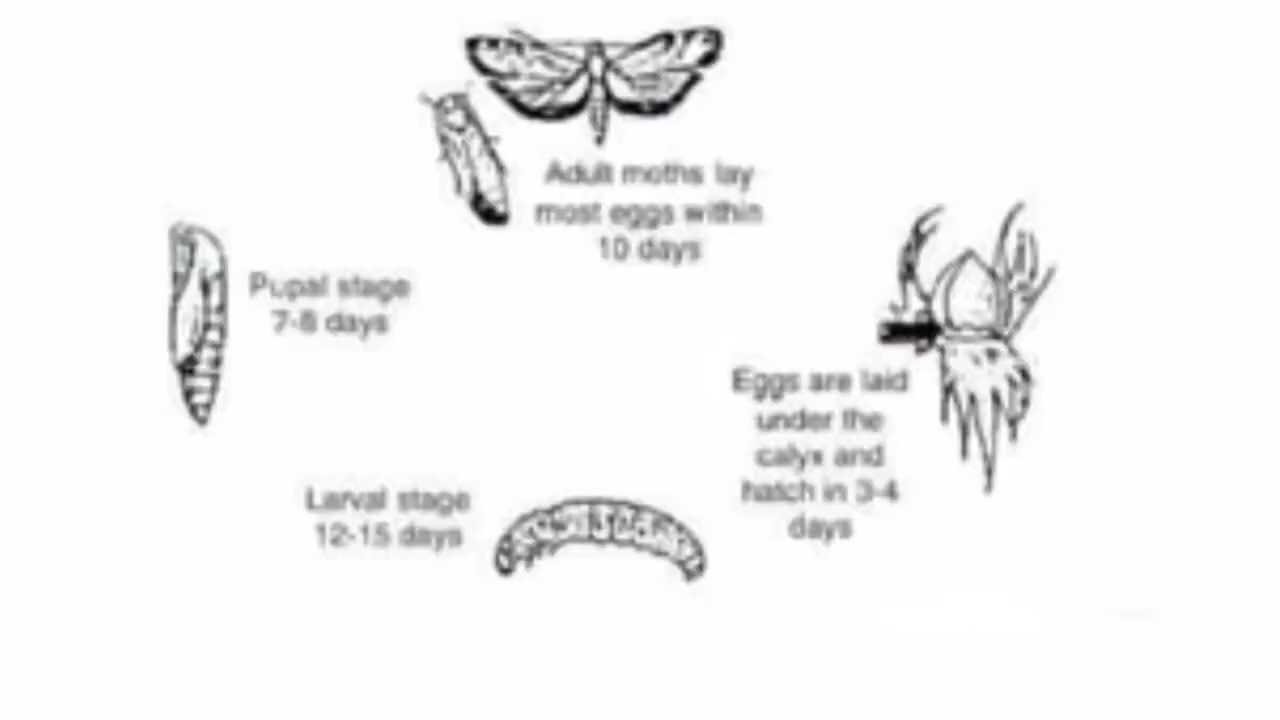 Adult moths lay
most eggs within
10 days
Pupal stage
7-8 days
Eggs are laid
under the
calyx and
hatch in 3-4
days
Larval stage
12-15 days